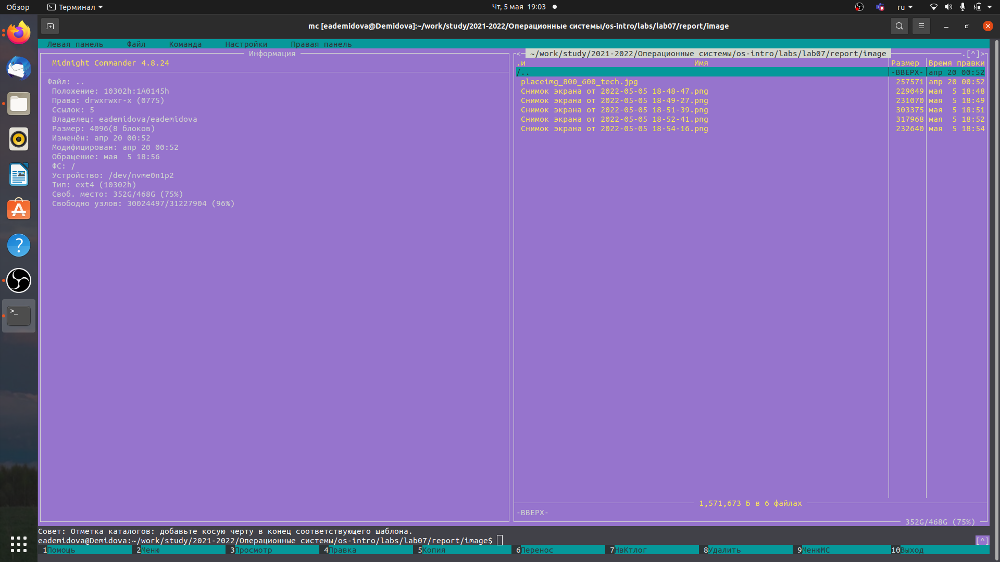 Обзор Терминал Чт, 5 мая 19:03 ru
mc [eademidova@Demidova]:~/work/study/2021-2022/Операционные системы/os-intro/labs/lab07/report/image
Левая панель Файл Команда Настройки Правая панель
Информация
Midnight Commander 4.8.24
Файл: ..
Положение: 10302h:1A0145h
Права: drwxrwxr-x (0775)
Ссылок: 5
Владелец: eademidova/eademidova
Размер: 4096(8 блоков)
Изменён: апр 20 00:52
Модифицирован: апр 20 00:52
Обращение: мая  5 18:56
ФС: /
Устройство: /dev/nvme0n1p2
Тип: ext4 (10302h)
Своб. место: 352G/468G (75%)
Свободно узлов: 30024497/31227904 (96%)
<- ~/work/study/2021-2022/Операционные системы/os-intro/labs/lab07/report/image .[^]>
.и Имя Размер Время правки
/.. -ВВЕРХ- апр 20 00:52
placeimg_800_600_tech.jpg 257571 апр 20 00:52
Снимок экрана от 2022-05-05 18-48-47.png 229049 мая  5 18:48
Снимок экрана от 2022-05-05 18-49-27.png 231070 мая  5 18:49
Снимок экрана от 2022-05-05 18-51-39.png 303375 мая  5 18:51
Снимок экрана от 2022-05-05 18-52-41.png 317968 мая  5 18:52
Снимок экрана от 2022-05-05 18-54-16.png 232640 мая  5 18:54
1,571,673 Б в 6 файлах
-ВВЕРХ-
352G/468G (75%)
Совет: Отметка каталогов: добавьте косую черту в конец соответствующего шаблона.
eademidova@Demidova:~/work/study/2021-2022/Операционные системы/os-intro/labs/lab07/report/image$ [^]
1Помощь 2Меню 3Просмотр 4Правка 5Копия 6Перенос 7НвКтлог 8Удалить 9МенюМС 10Выход